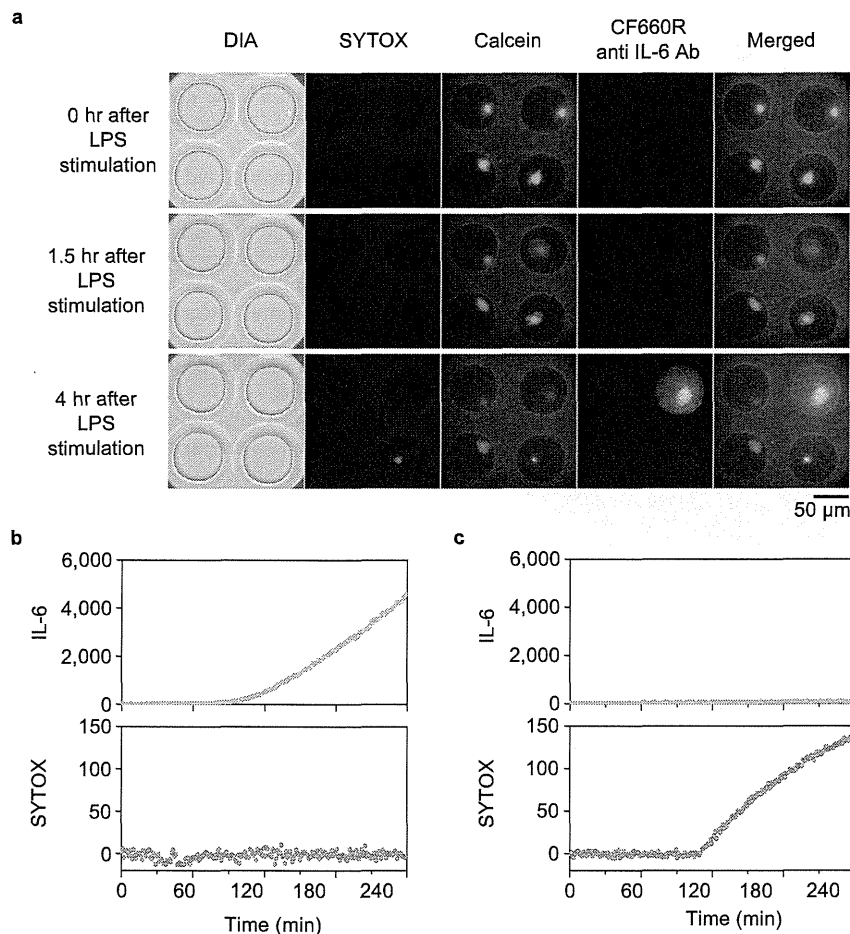 a
DIA
SYTOX
Calcein
CF660R
anti IL-6 Ab
Merged
0 hr after
LPS
stimulation
1.5 hr after
LPS
stimulation
4 hr after
LPS
stimulation
50 µm
b
6,000
4,000
2,000
0
IL-6
150
100
50
0
SYTOX
0 60 120 180 240
Time (min)
c
6,000
4,000
2,000
0
IL-6
150
100
50
0
SYTOX
0 60 120 180 240
Time (min)